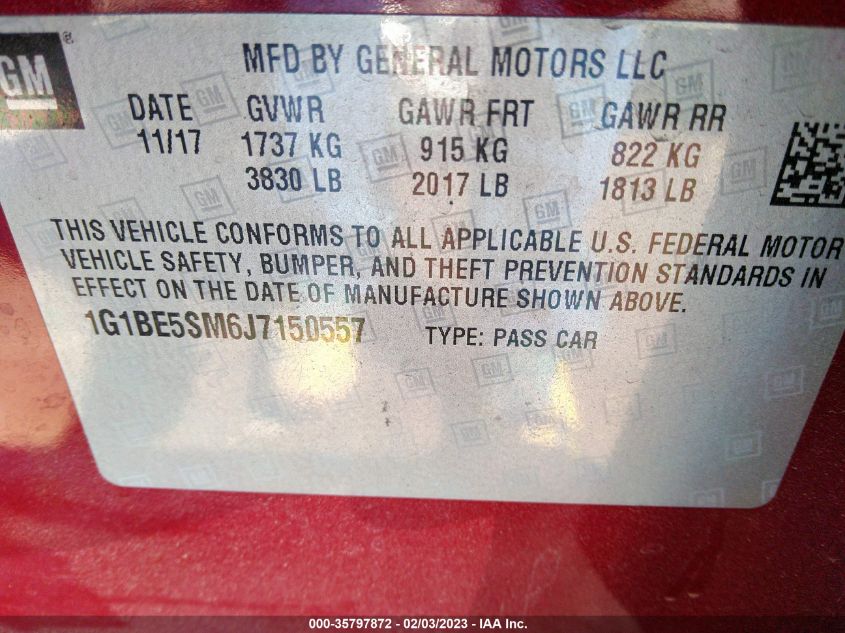 GM ®
MFD BY GENERAL MOTORS LLC
DATE GVWR GAWR FRT GAWR RR
11/17 1737 KG 915 KG 822 KG
3830 LB 2017 LB 1813 LB
THIS VEHICLE CONFORMS TO ALL APPLICABLE U.S. FEDERAL MOTOR
VEHICLE SAFETY, BUMPER, AND THEFT PREVENTION STANDARDS IN
EFFECT ON THE DATE OF MANUFACTURE SHOWN ABOVE.
1G1BE5SM6J7150557 TYPE: PASS CAR
000-35797872 - 02/03/2023 - IAA Inc.